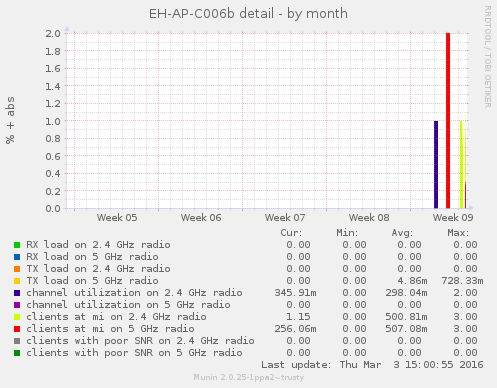 EH-AP-C006b detail - by month
RRDTOOL / TOBI OETIKER
% + abs
2.0
1.8
1.6
1.4
1.2
1.0
0.8
0.6
0.4
0.2
0.0
Week 05 Week 06 Week 07 Week 08 Week 09
Cur: Min: Avg: Max:
RX load on 2.4 GHz radio 0.00 0.00 0.00 0.00
RX load on 5 GHz radio 0.00 0.00 0.00 0.00
TX load on 2.4 GHz radio 0.00 0.00 0.00 0.00
TX load on 5 GHz radio 0.00 0.00 4.86m 728.33m
channel utilization on 2.4 GHz radio 345.91m 0.00 298.04m 2.00
channel utilization on 5 GHz radio 0.00 0.00 0.00 0.00
clients at mi on 2.4 GHz radio 1.15 0.00 500.81m 3.00
clients at mi on 5 GHz radio 256.06m 0.00 507.08m 3.00
clients with poor SNR on 2.4 GHz radio 0.00 0.00 0.00 0.00
clients with poor SNR on 5 GHz radio 0.00 0.00 0.00 0.00
Last update: Thu Mar 3 15:00:55 2016
Munin 2.0.25-1ppa2~trusty